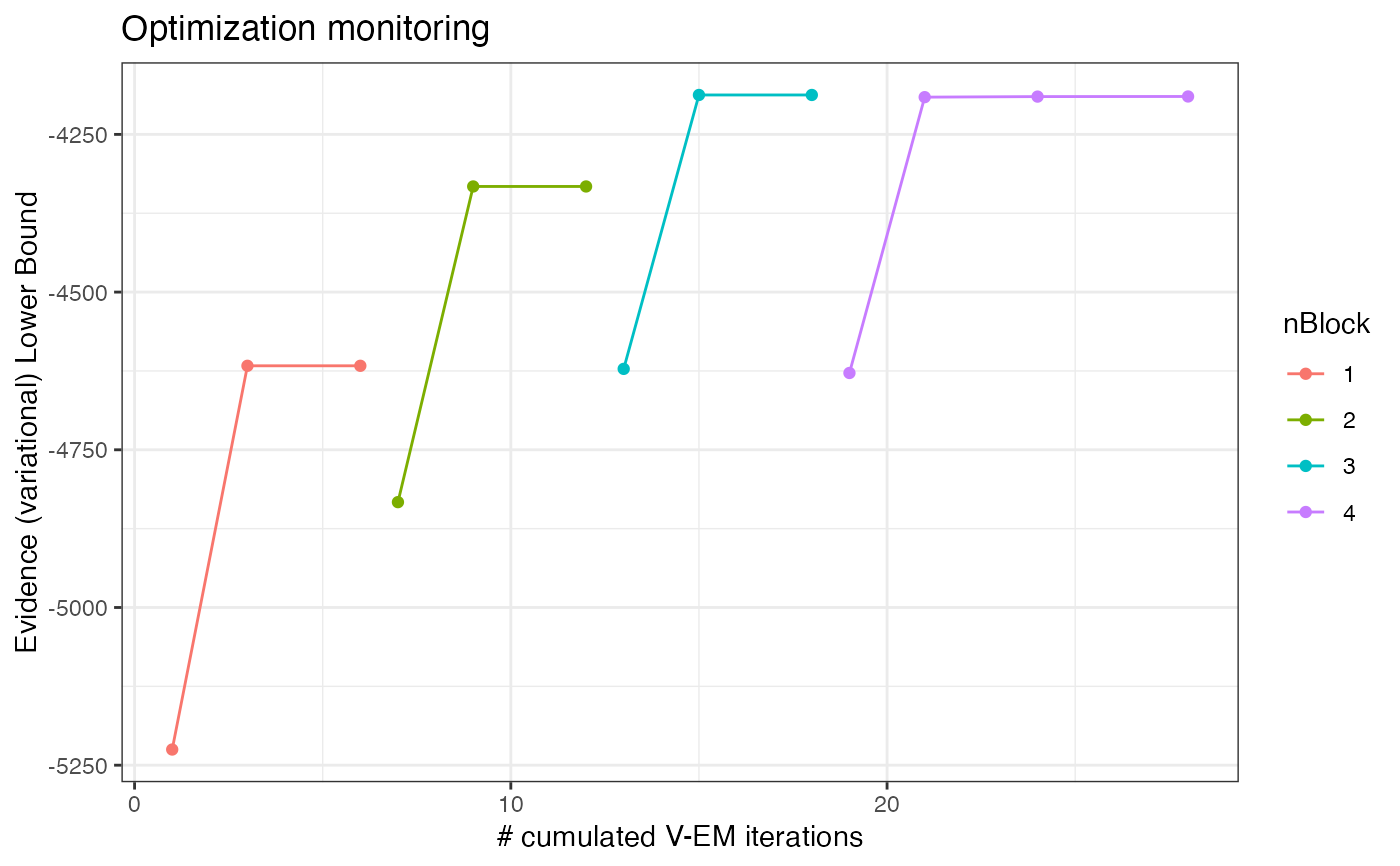 Optimization monitoring
Evidence (variational) Lower Bound
-4250
-4500
-4750
-5000
-5250
0 10 20
# cumulated V-EM iterations
nBlock
1
2
3
4